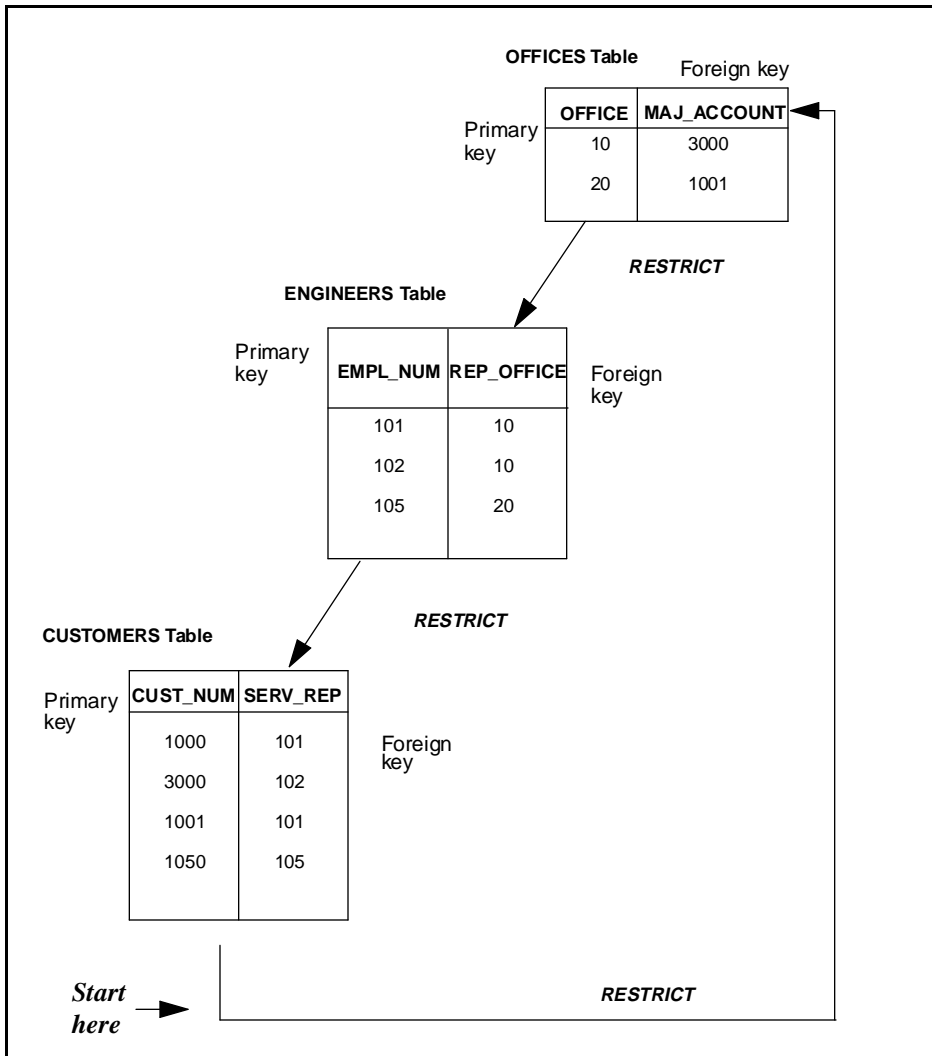 OFFICES Table
Foreign key
Primary
key
OFFICE MAJ_ACCOUNT
10 3000
20 1001
RESTRICT
ENGINEERS Table
Primary
key
EMPL_NUM REP_OFFICE
Foreign
key
101 10
102 10
105 20
RESTRICT
CUSTOMERS Table
Primary
key
CUST_NUM SERV_REP
Foreign
key
1000 101
3000 102
1001 101
1050 105
Start
here
RESTRICT